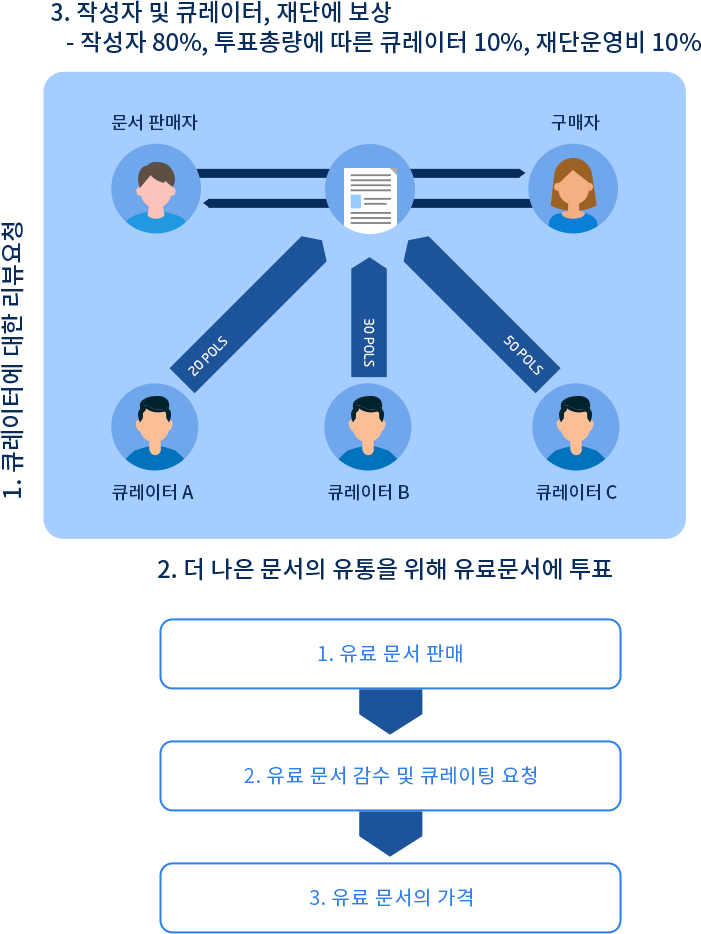 3. 작성자 및 큐레이터, 재단에 보상
- 작성자 80%, 투표총량에 따른 큐레이터 10%, 재단운영비 10%
1. 큐레이터에 대한 리뷰요청
문서 판매자
구매자
20 POLS
30 POLS
50 POLS
큐레이터 A
큐레이터 B
큐레이터 C
2. 더 나은 문서의 유통을 위해 유료문서에 투표
1. 유료 문서 판매
2. 유료 문서 감수 및 큐레이팅 요청
3. 유료 문서의 가격